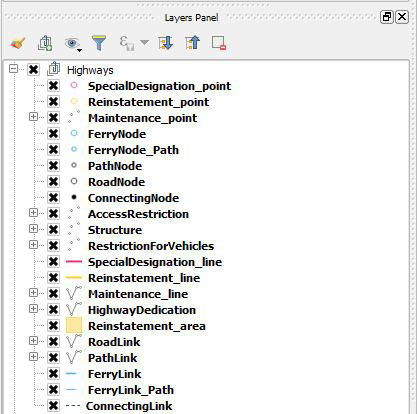 Layers Panel
Highways
SpecialDesignation_point
Reinstatement_point
Maintenance_point
FerryNode
FerryNode_Path
PathNode
RoadNode
ConnectingNode
AccessRestriction
Structure
RestrictionForVehicles
SpecialDesignation_line
Reinstatement_line
Maintenance_line
HighwayDedication
Reinstatement_area
RoadLink
PathLink
FerryLink
FerryLink_Path
ConnectingLink